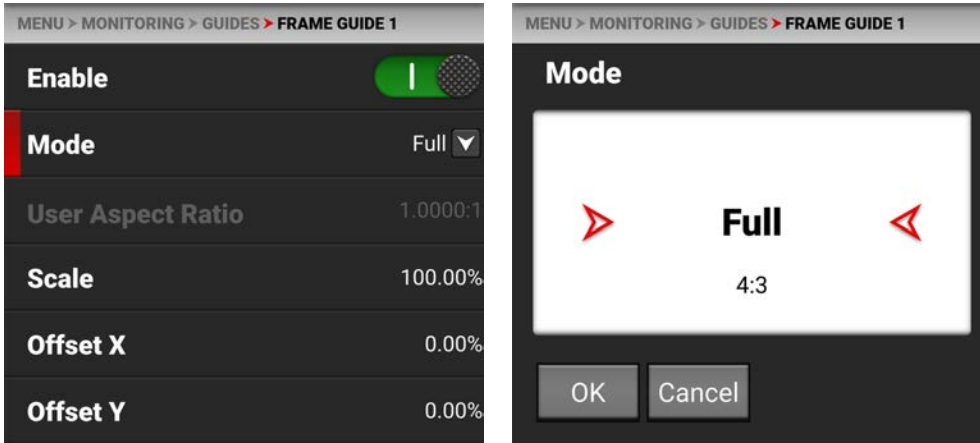 MENU > MONITORING > GUIDES > FRAME GUIDE 1
Enable
Mode Full
User Aspect Ratio 1.0000:1
Scale 100.00%
Offset X 0.00%
Offset Y 0.00%
MENU > MONITORING > GUIDES > FRAME GUIDE 1
Mode
Full
4:3
OK Cancel